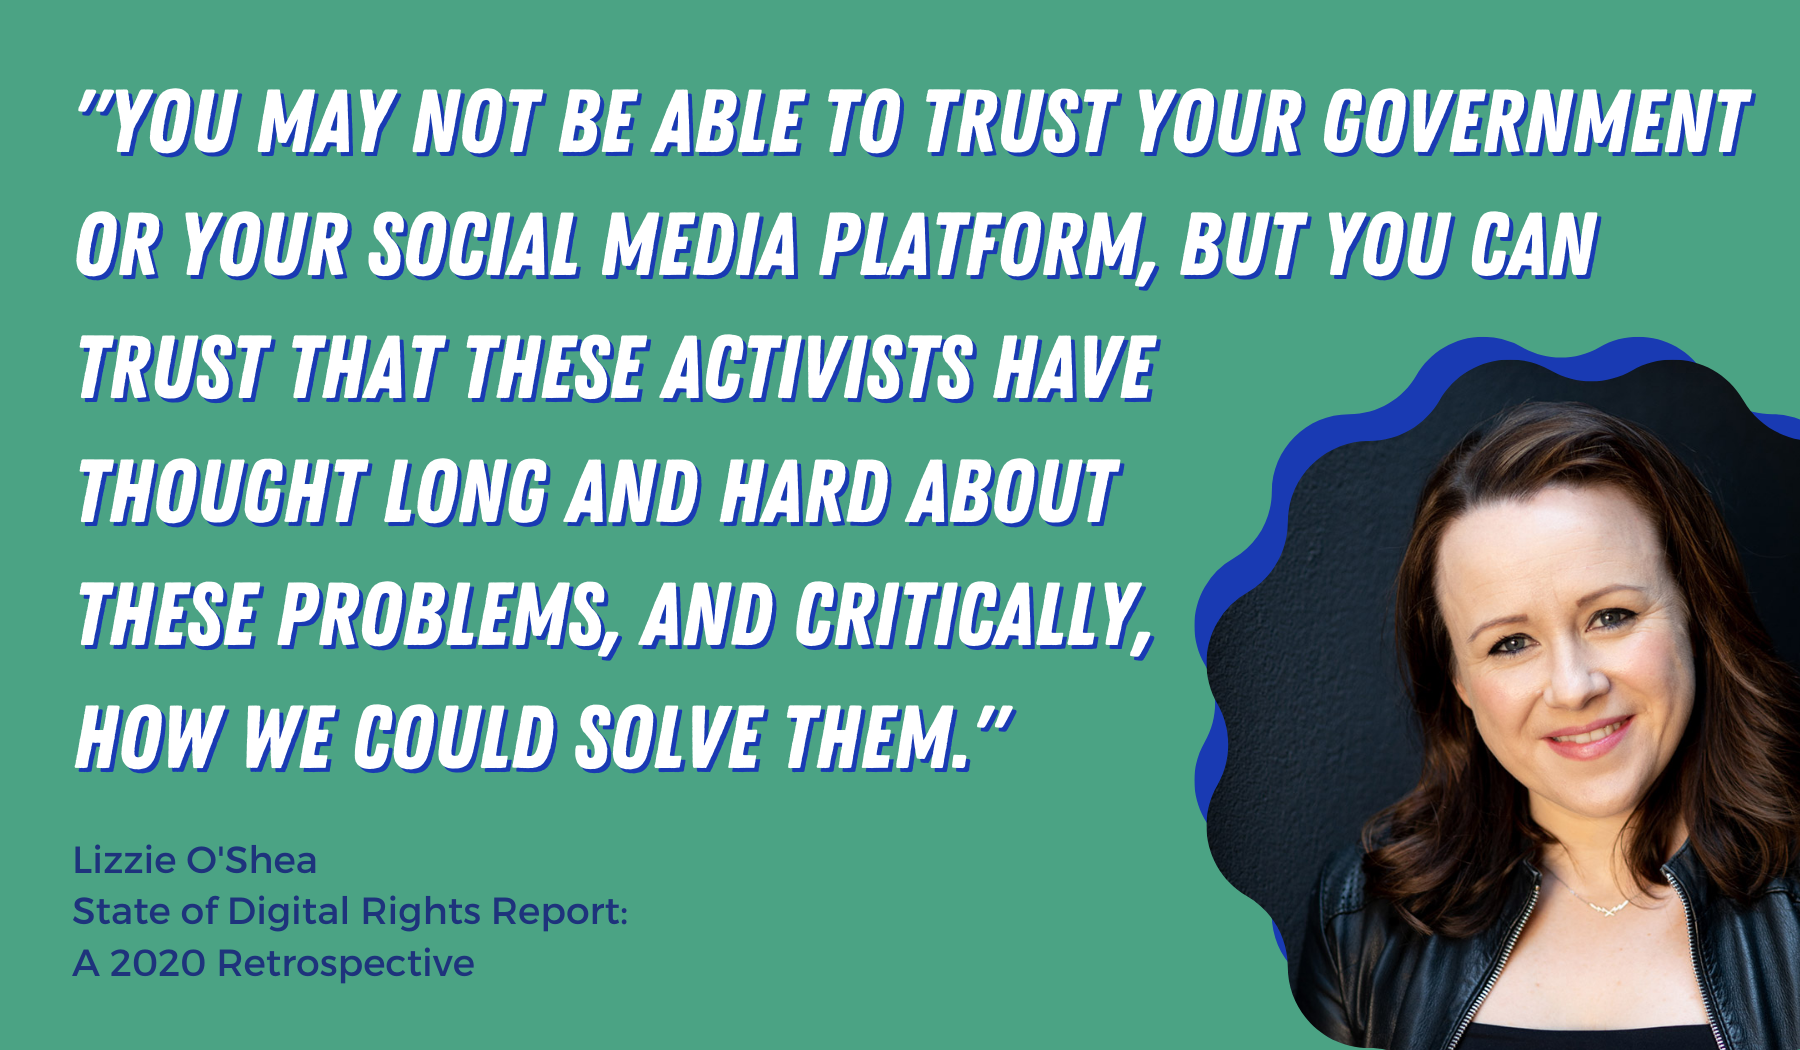 "YOU MAY NOT BE ABLE TO TRUST YOUR GOVERNMENT
OR YOUR SOCIAL MEDIA PLATFORM, BUT YOU CAN
TRUST THAT THESE ACTIVISTS HAVE
THOUGHT LONG AND HARD ABOUT
THESE PROBLEMS, AND CRITICALLY,
HOW WE COULD SOLVE THEM."
Lizzie O'Shea
State of Digital Rights Report:
A 2020 Retrospective